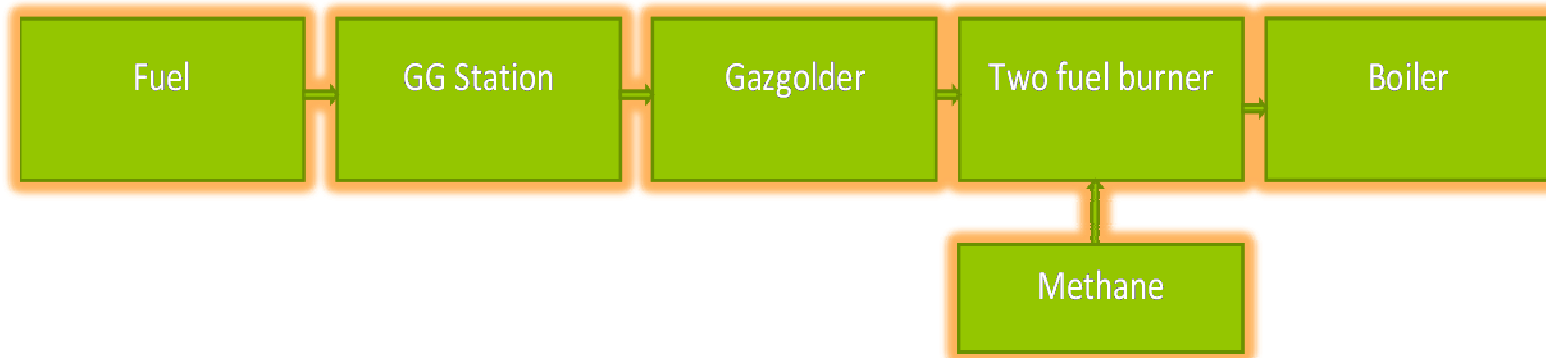 Fuel
GG Station
Gazgolder
Two fuel burner
Boiler
Methane